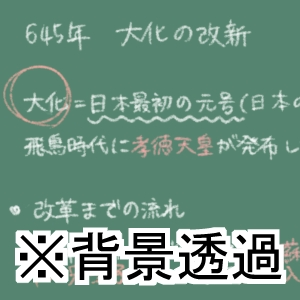 645年 大化の改新
大化=日本最初の元号(日本の
飛鳥時代に孝徳天皇が発布し
● 改革までの流れ
※背景透過